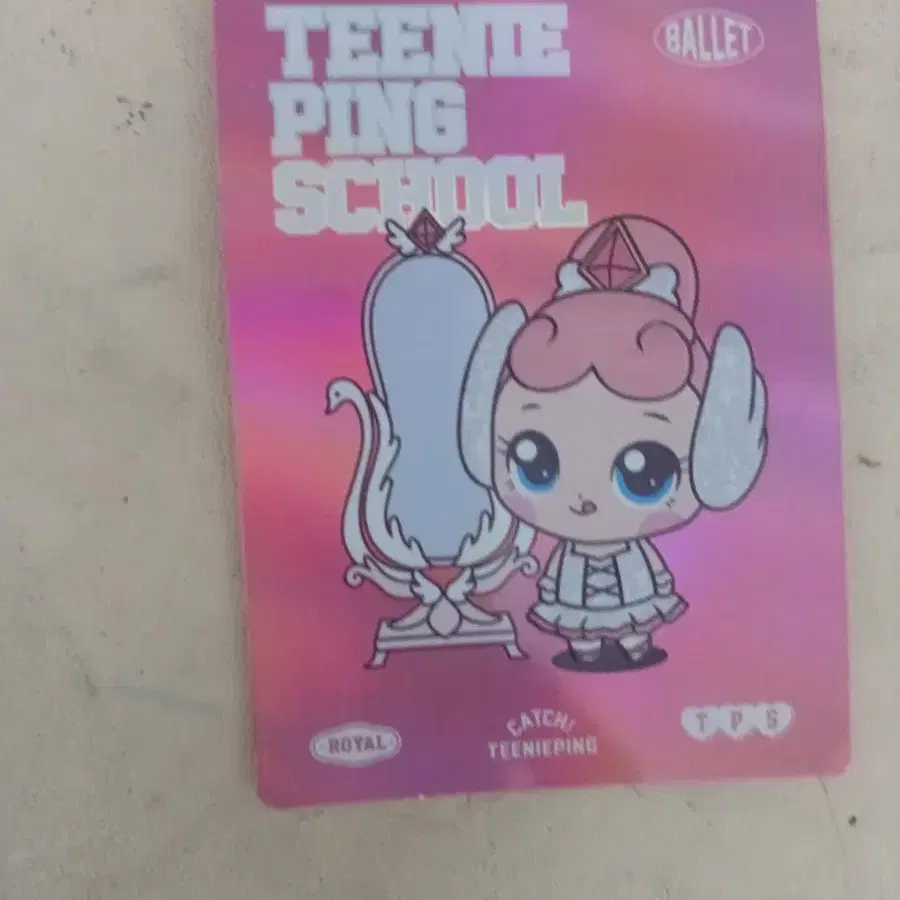 TEENIE
PING
SCHOOL
BALLET
ROYAL
CATCH!
TEENIEPING
T P S